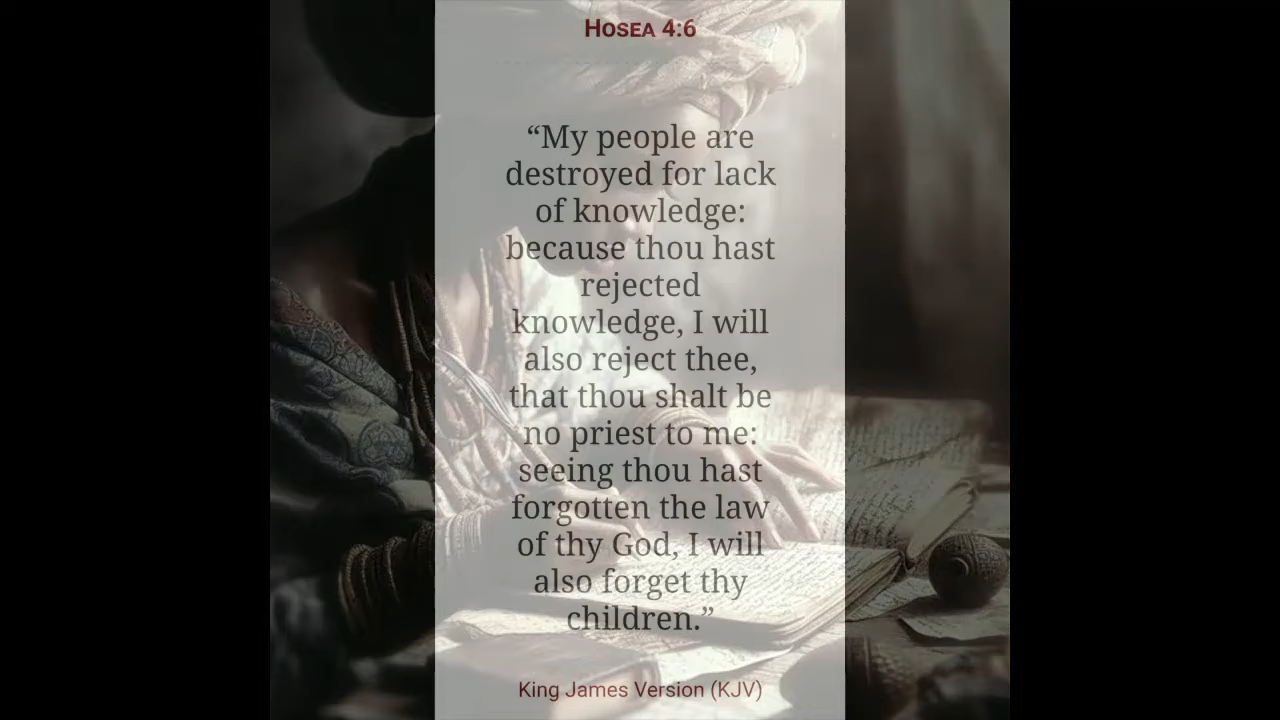 Hosea 4:6
“My people are
destroyed for lack
of knowledge:
because thou hast
rejected
knowledge, I will
also reject thee,
that thou shalt be
no priest to me:
seeing thou hast
forgotten the law
of thy God, I will
also forget thy
children.”
King James Version (KJV)